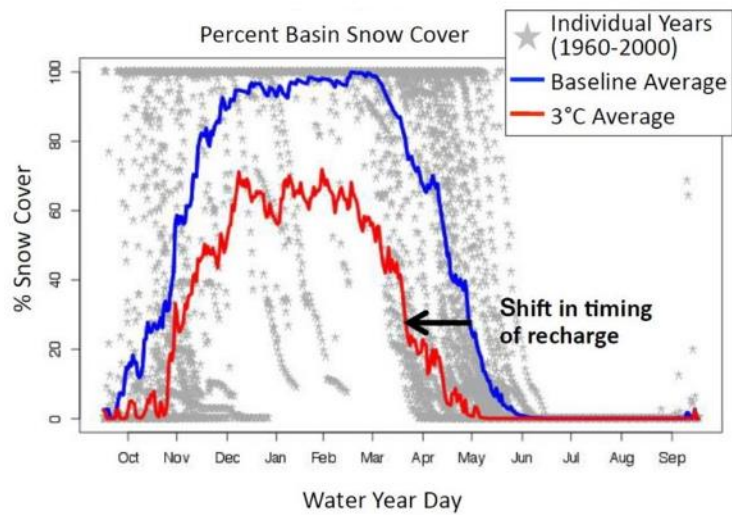 Percent Basin Snow Cover
Individual Years
(1960-2000)
Baseline Average
3°C Average
% Snow Cover
100
80
60
40
20
0
Shift in timing
of recharge
Oct Nov Dec Jan Feb Mar Apr May Jun Jul Aug Sep
Water Year Day